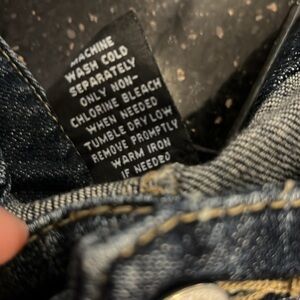 MACHINE
WASH COLD
SEPARATELY
ONLY NON-
CHLORINE BLEACH
WHEN NEEDED
TUMBLE DRY LOW
REMOVE PROMPTLY
WARM IRON
IF NEEDED